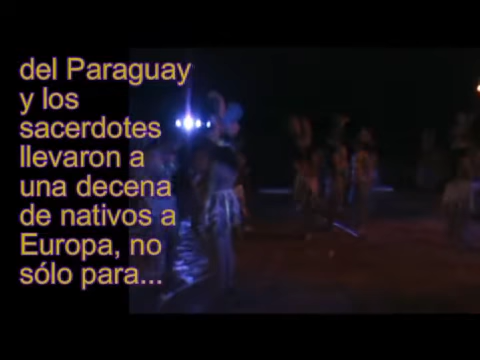 del Paraguay
y los
sacerdotes
llevaron a
una decena
de nativos a
Europa, no
sólo para...